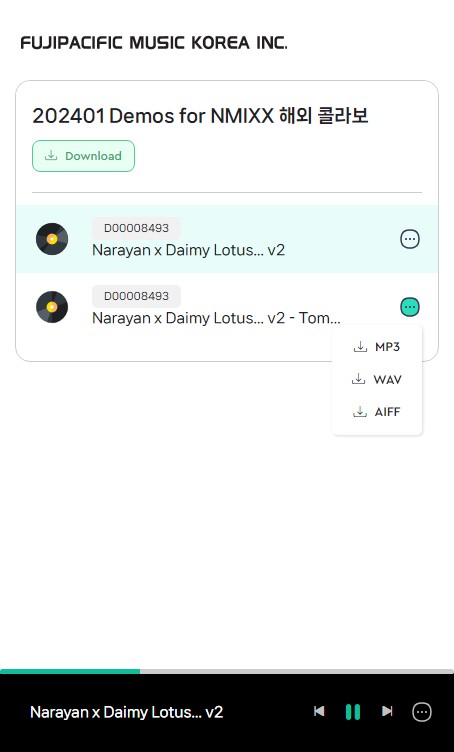 FUJIPACIFIC MUSIC KOREA INC.
202401 Demos for NMIXX 해외 콜라보
Download
D00008493
Narayan x Daimy Lotus... v2
D00008493
Narayan x Daimy Lotus... v2 - Tom...
MP3
WAV
AIFF
Narayan x Daimy Lotus... v2